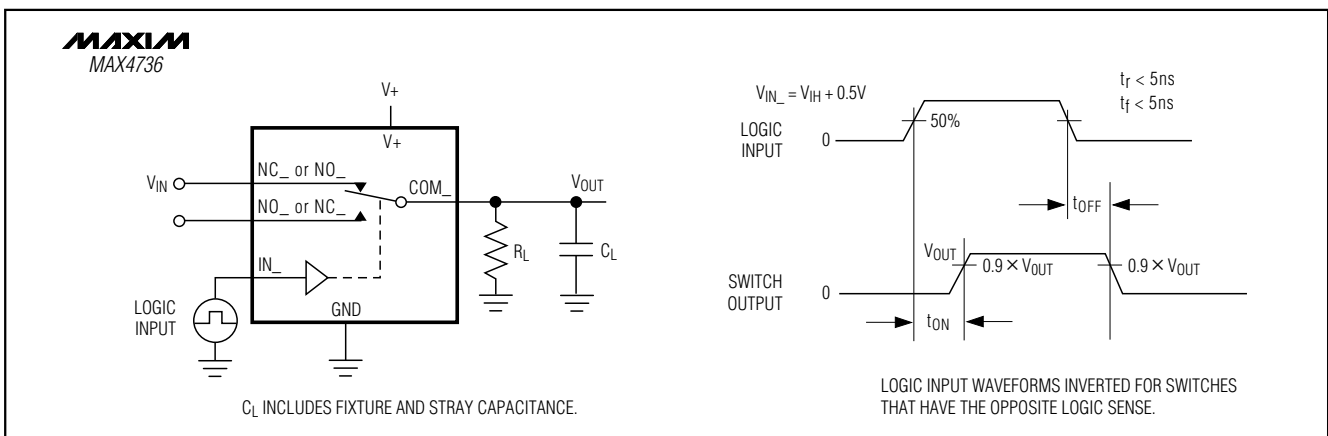 MAXIM
MAX4736
V+
V+
NC_ or NO_
VIN
COM_
VOUT
NO_ or NC_
RL
CL
IN_
LOGIC
INPUT
GND
CL INCLUDES FIXTURE AND STRAY CAPACITANCE.
VIN_ = VIH + 0.5V
tr < 5ns
tf < 5ns
LOGIC
INPUT
0
50%
tOFF
VOUT
0.9 × VOUT
0.9 × VOUT
SWITCH
OUTPUT
0
tON
LOGIC INPUT WAVEFORMS INVERTED FOR SWITCHES
THAT HAVE THE OPPOSITE LOGIC SENSE.